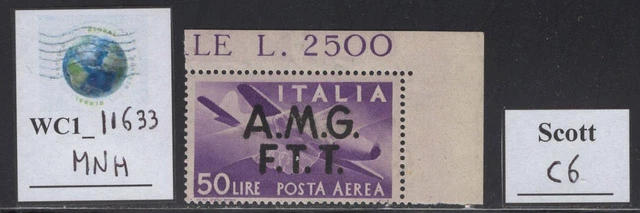 WC1_11633
MNH
LE L. 2500
ITALIA
A.M.G.
F.T.T.
50 LIRE POSTA AEREA
Scott
C6